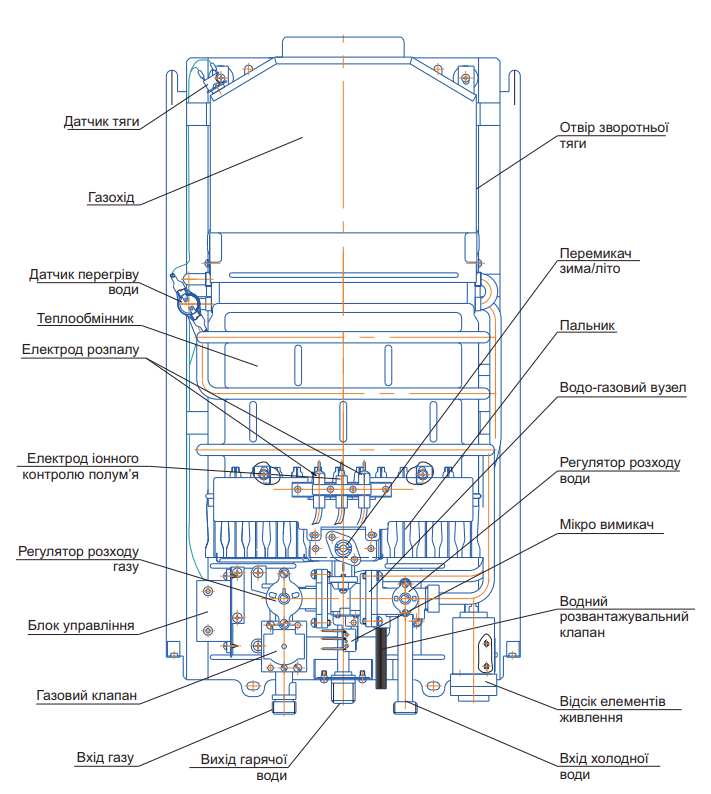 Датчик тяги
Газохід
Датчик перегріву
води
Теплообмінник
Електрод розпалу
Електрод іонного
контролю полум’я
Регулятор розходу
газу
Блок управління
Газовий клапан
Вхід газу
Вихід гарячої
води
Отвір зворотньої
тяги
Перемикач
зима/літо
Пальник
Водо-газовий вузел
Регулятор розходу
води
Мікро вимикач
Водний
розвантажувальний
клапан
Відсік елементів
живлення
Вхід холодної
води